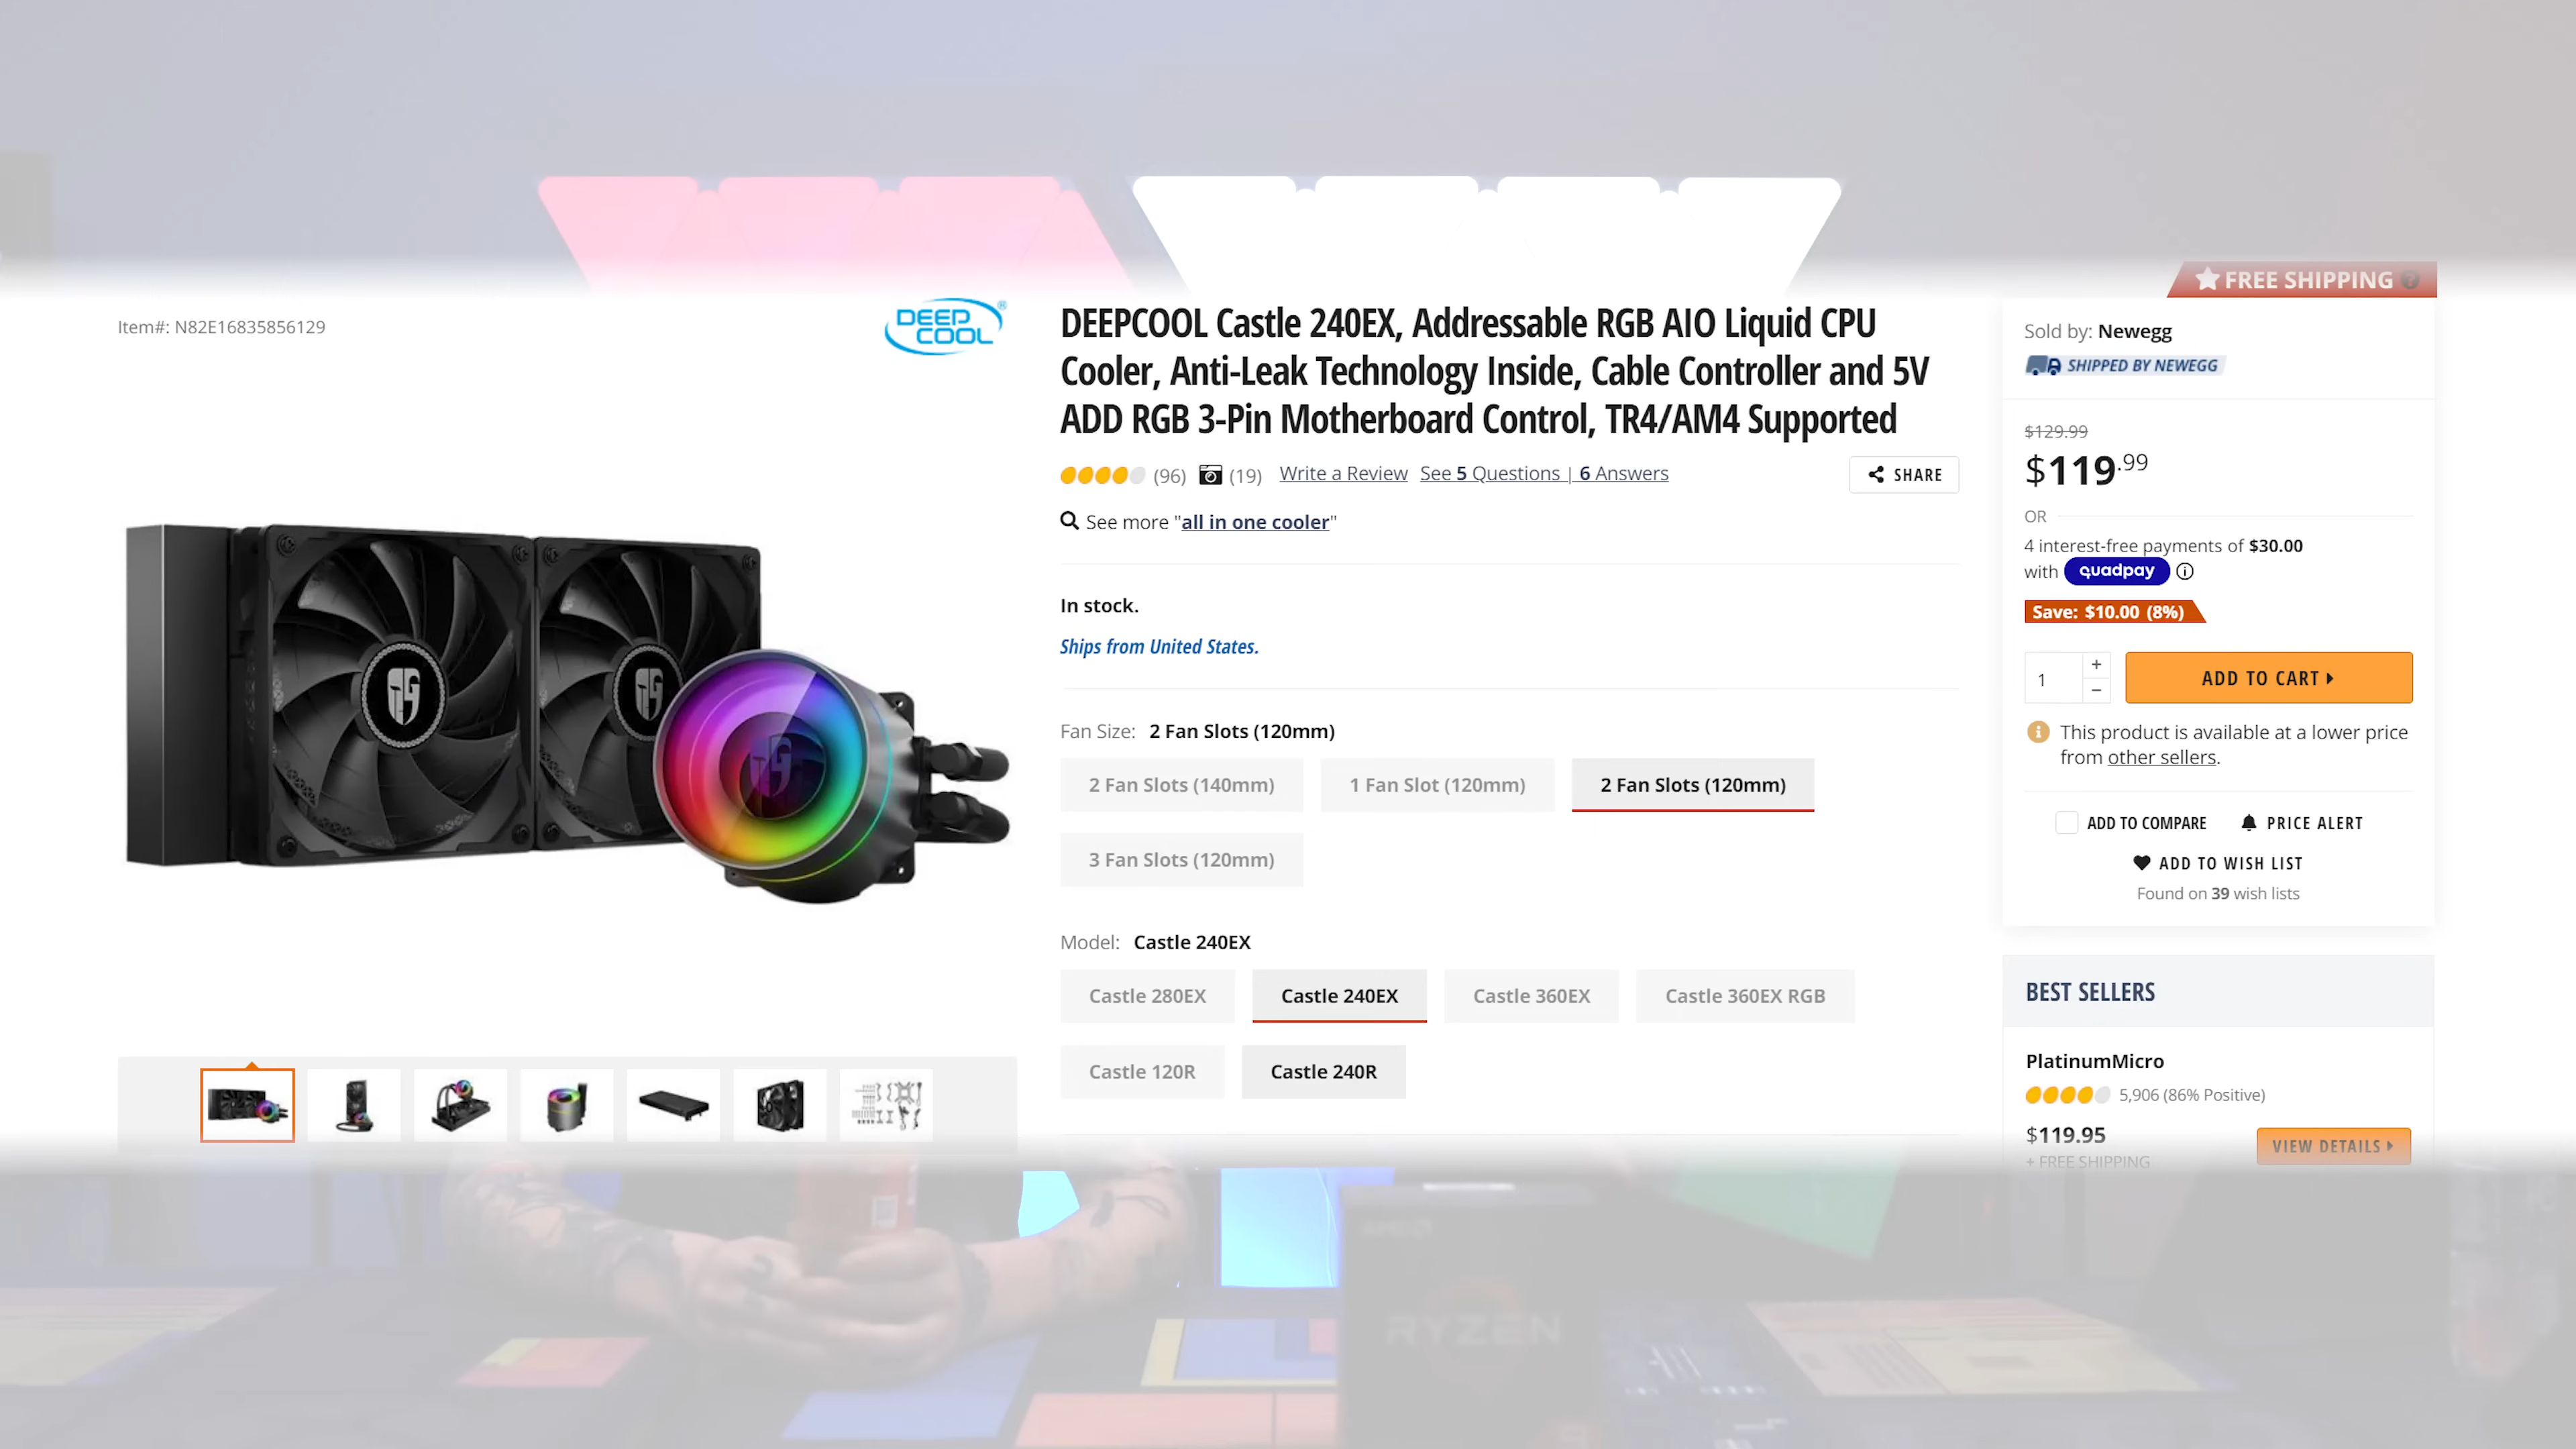 FREE SHIPPING ?
Item#: N82E16835856129
DEEP
COOL®
DEEPCOOL Castle 240EX, Addressable RGB AIO Liquid CPU
Cooler, Anti-Leak Technology Inside, Cable Controller and 5V
ADD RGB 3-Pin Motherboard Control, TR4/AM4 Supported
(96) (19) Write a Review See 5 Questions | 6 Answers
SHARE
See more "all in one cooler"
In stock.
Ships from United States.
Fan Size: 2 Fan Slots (120mm)
2 Fan Slots (140mm) 1 Fan Slot (120mm) 2 Fan Slots (120mm)
3 Fan Slots (120mm)
Model: Castle 240EX
Castle 280EX Castle 240EX Castle 360EX Castle 360EX RGB
Castle 120R Castle 240R
Sold by: Newegg
SHIPPED BY NEWEGG
$129.99
$119.99
OR
4 interest-free payments of $30.00
with quadpay
Save: $10.00 (8%)
1 + −
ADD TO CART
This product is available at a lower price
from other sellers.
ADD TO COMPARE PRICE ALERT
ADD TO WISH LIST
Found on 39 wish lists
BEST SELLERS
PlatinumMicro
5,906 (86% Positive)
$119.95
VIEW DETAILS
+ FREE SHIPPING
AMD
RYZEN